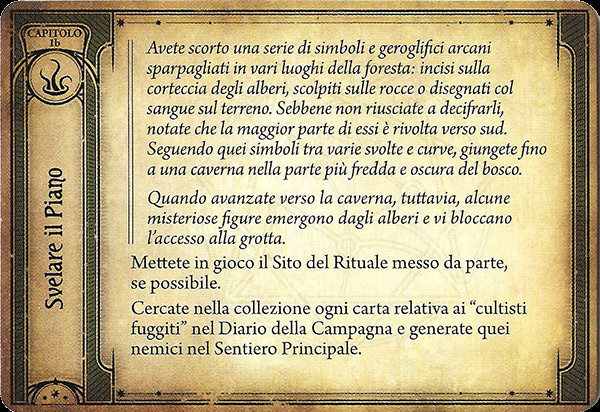 CAPITOLO
1b
Svelare il Piano
Avete scorto una serie di simboli e geroglifici arcani
sparpagliati in vari luoghi della foresta: incisi sulla
corteccia degli alberi, scolpiti sulle rocce o disegnati col
sangue sul terreno. Sebbene non riusciate a decifrarli,
notate che la maggior parte di essi è rivolta verso sud.
Seguendo quei simboli tra varie svolte e curve, giungete fino
a una caverna nella parte più fredda e oscura del bosco.
Quando avanzate verso la caverna, tuttavia, alcune
misteriose figure emergono dagli alberi e vi bloccano
l'accesso alla grotta.
Mettete in gioco il Sito del Rituale messo da parte,
se possibile.
Cercate nella collezione ogni carta relativa ai “cultisti
fuggiti” nel Diario della Campagna e generate quei
nemici nel Sentiero Principale.